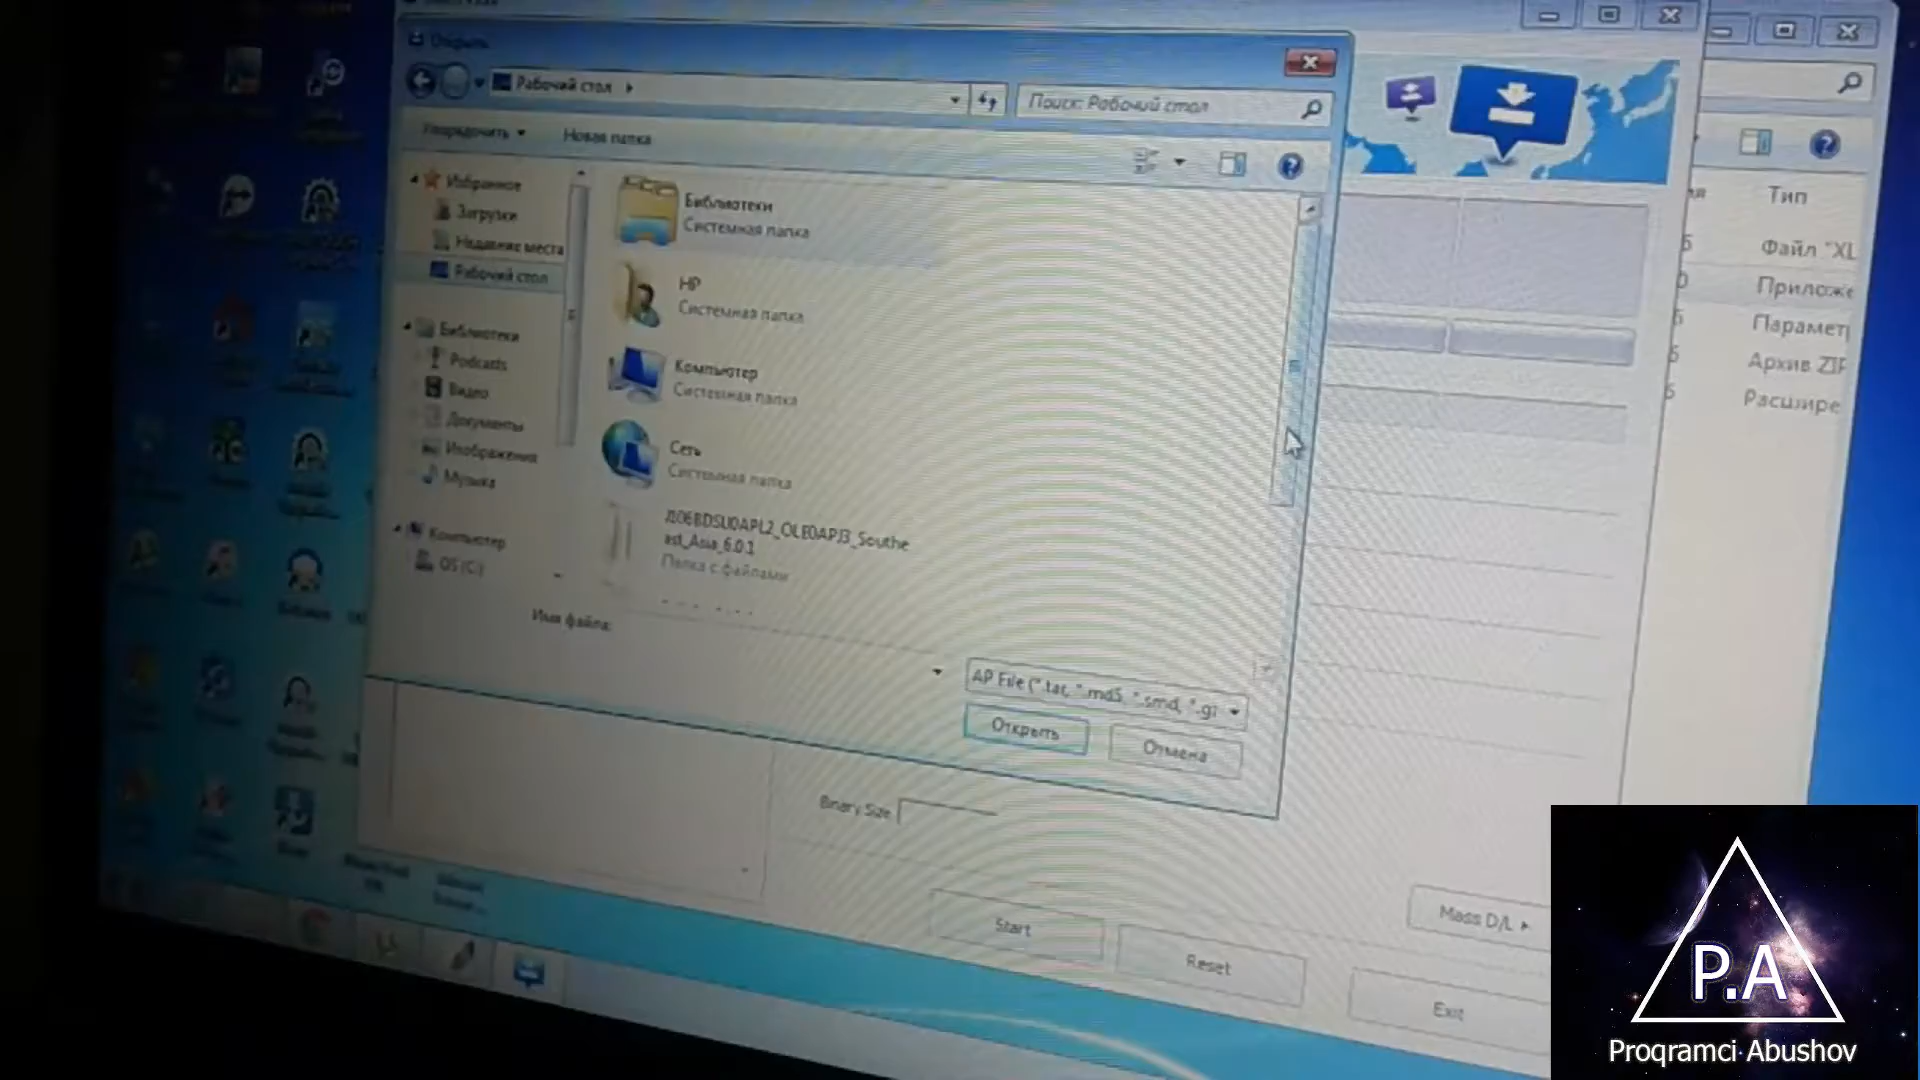 Открыть
Рабочий стол
Поиск: Рабочий стол
Упорядочить
Новая папка
Избранное
Загрузки
Недавние места
Рабочий стол
Библиотеки
Podcasts
Видео
Документы
Изображения
Музыка
Компьютер
OS (C:)
Библиотеки
Системная папка
HP
Системная папка
Компьютер
Системная папка
Сеть
Системная папка
ast_Asia_6.0.1
Папка с файлами
Имя файла:
AP File (*.tar, *.md5, *.smd, *.gz
Открыть
Отмена
Тип
Файл "XL
Приложе
Парамет
Архив ZIP
Расшире
Binary Size
Start
Reset
Mass D/L
Exit
P.A
Proqramci Abushov